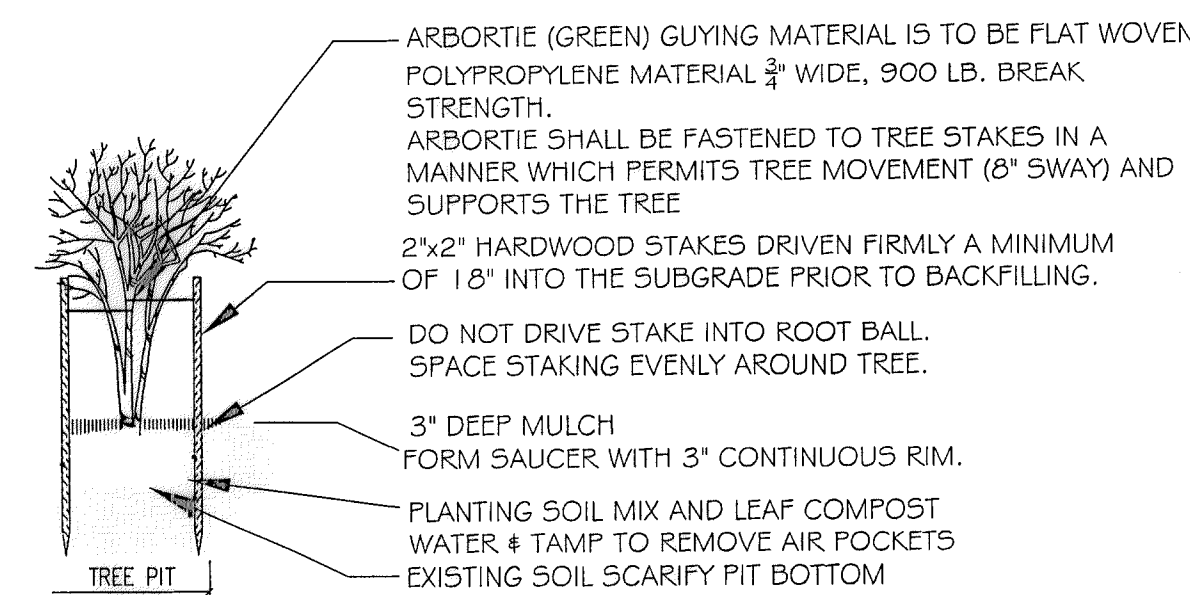 ARBORTIE (GREEN) GUYING MATERIAL IS TO BE FLAT WOVEN
POLYPROPYLENE MATERIAL 3/4" WIDE, 900 LB. BREAK
STRENGTH.
ARBORTIE SHALL BE FASTENED TO TREE STAKES IN A
MANNER WHICH PERMITS TREE MOVEMENT (8" SWAY) AND
SUPPORTS THE TREE
2"x2" HARDWOOD STAKES DRIVEN FIRMLY A MINIMUM
OF 18" INTO THE SUBGRADE PRIOR TO BACKFILLING.
DO NOT DRIVE STAKE INTO ROOT BALL.
SPACE STAKING EVENLY AROUND TREE.
3" DEEP MULCH
FORM SAUCER WITH 3" CONTINUOUS RIM.
PLANTING SOIL MIX AND LEAF COMPOST
WATER & TAMP TO REMOVE AIR POCKETS
EXISTING SOIL SCARIFY PIT BOTTOM
TREE PIT